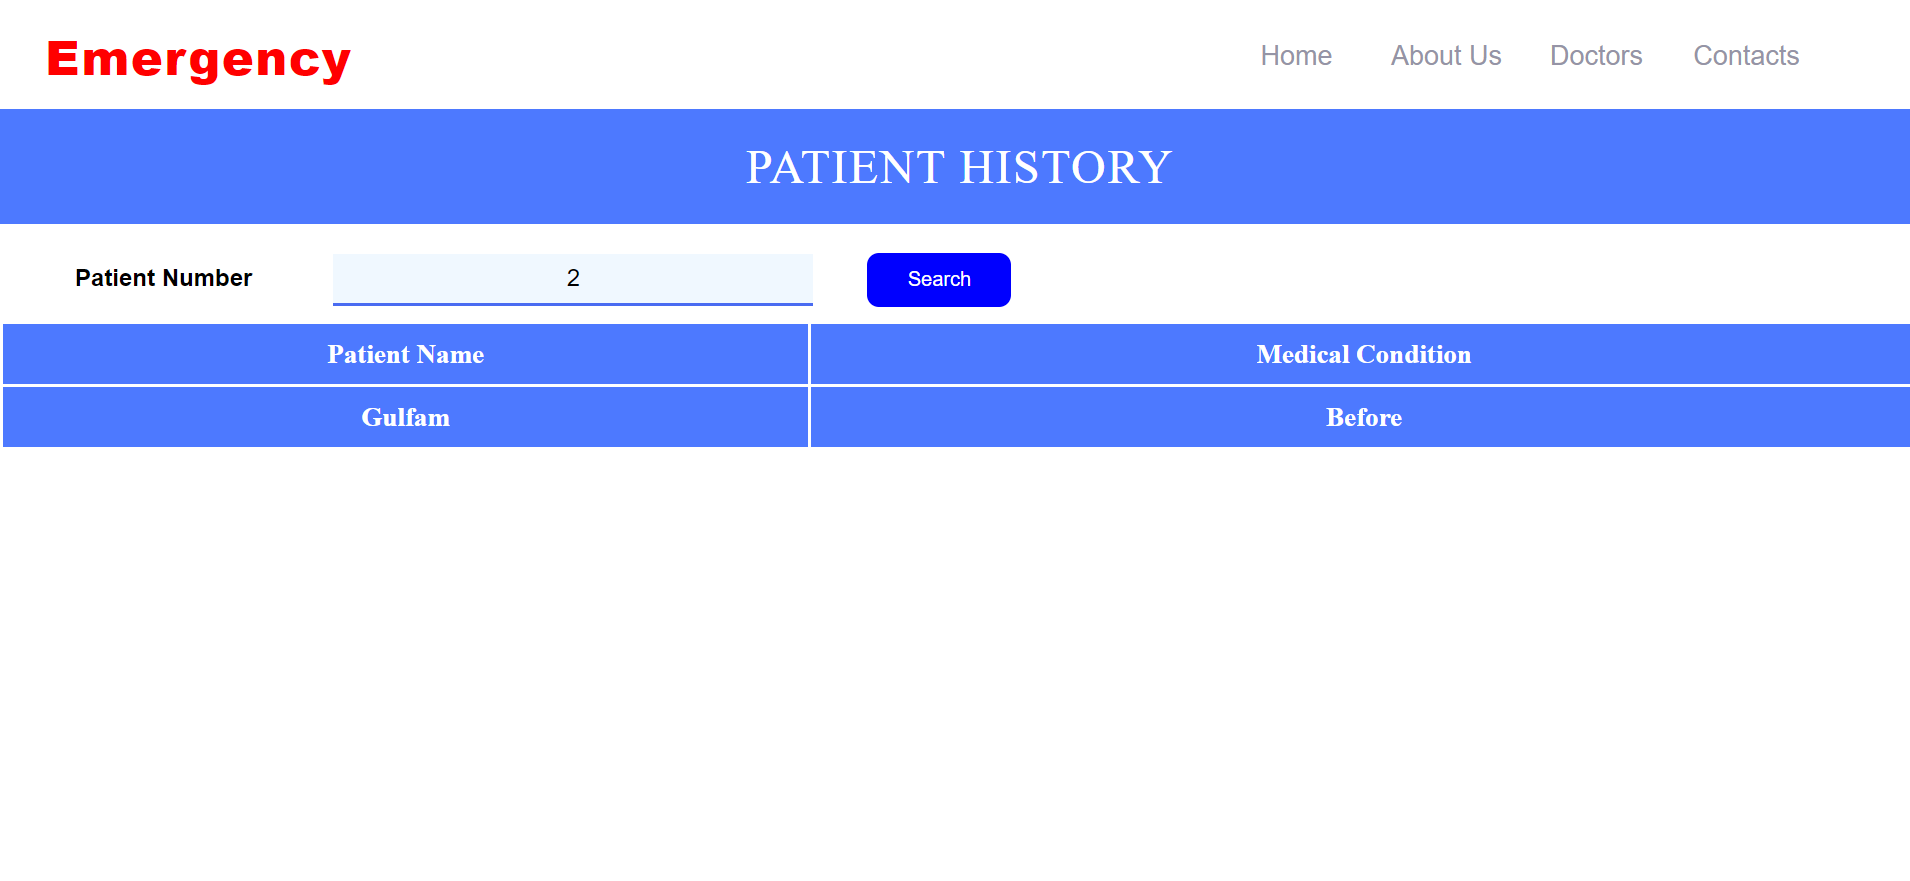 Emergency
Home About Us Doctors Contacts
PATIENT HISTORY
Patient Number 2 Search
Patient Name Medical Condition
Gulfam Before